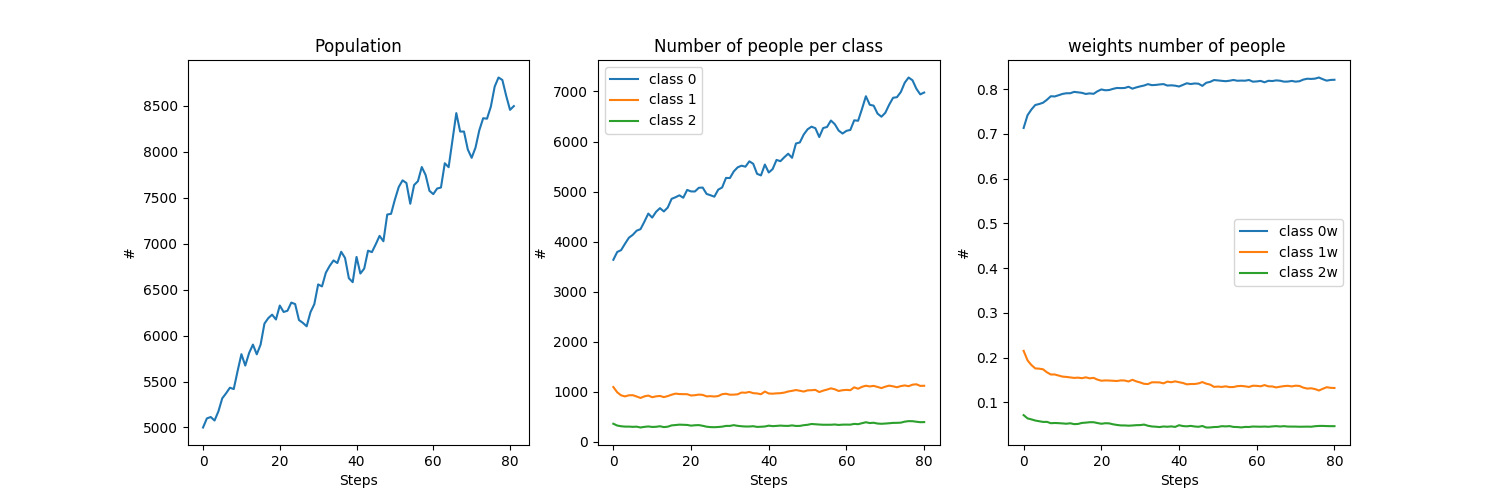 Population
#
8500
8000
7500
7000
6500
6000
5500
5000
0 20 40 60 80
Steps
Number of people per class
class 0
class 1
class 2
#
7000
6000
5000
4000
3000
2000
1000
0
0 20 40 60 80
Steps
weights number of people
#
0.8
0.7
0.6
0.5
0.4
0.3
0.2
0.1
class 0w
class 1w
class 2w
0 20 40 60 80
Steps